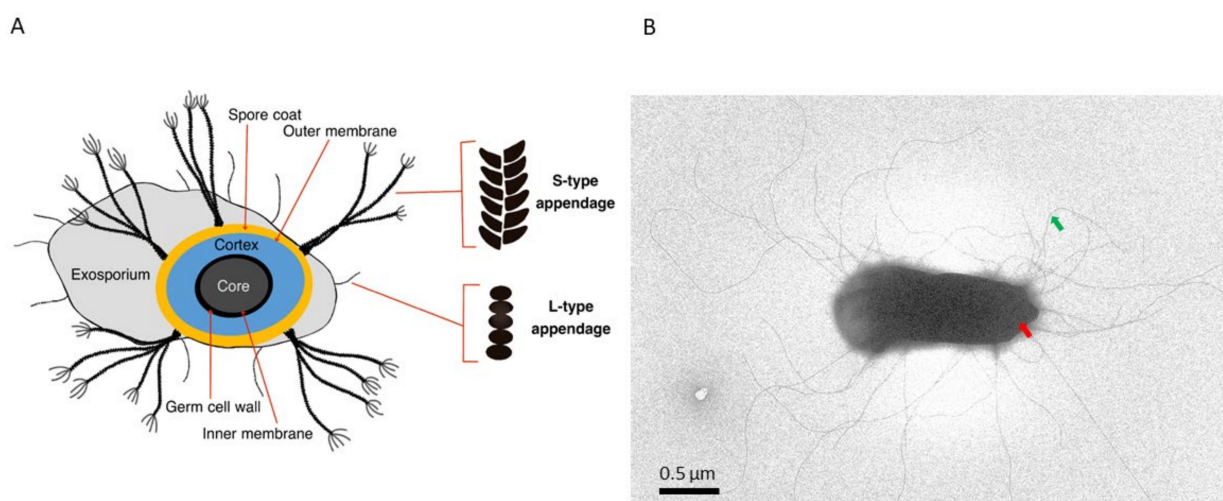 A
B
Spore coat
Outer membrane
S-type
appendage
Cortex
Exosporium
Core
L-type
appendage
Germ cell wall
Inner membrane
0.5 µm